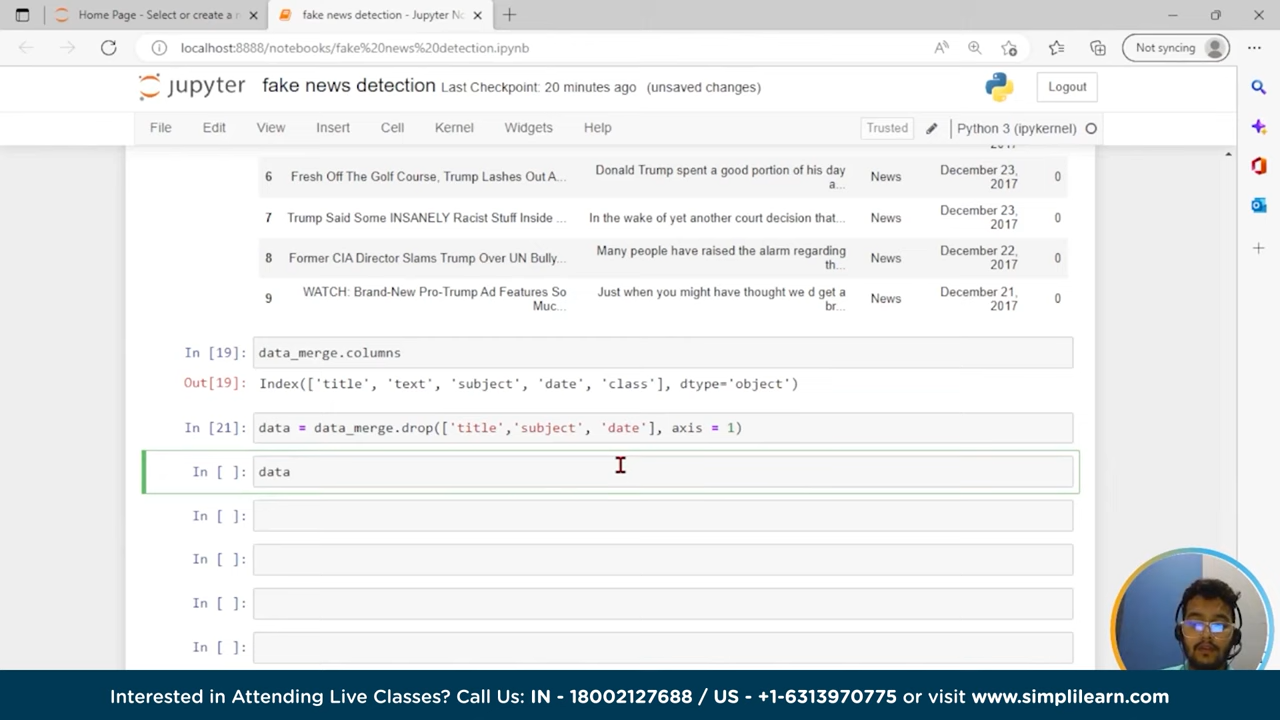 Home Page - Select or create a n
fake news detection - Jupyter No
localhost:8888/notebooks/fake%20news%20detection.ipynb
Not syncing
jupyter fake news detection Last Checkpoint: 20 minutes ago (unsaved changes)
Logout
File Edit View Insert Cell Kernel Widgets Help
Trusted
Python 3 (ipykernel)
2017
6 Fresh Off The Golf Course, Trump Lashes Out A... Donald Trump spent a good portion of his day a... News December 23, 2017 0
7 Trump Said Some INSANELY Racist Stuff Inside ... In the wake of yet another court decision that... News December 23, 2017 0
8 Former CIA Director Slams Trump Over UN Bully... Many people have raised the alarm regarding th... News December 22, 2017 0
9 WATCH: Brand-New Pro-Trump Ad Features So Muc... Just when you might have thought we d get a br... News December 21, 2017 0
In [19]: data_merge.columns
Out[19]: Index(['title', 'text', 'subject', 'date', 'class'], dtype='object')
In [21]: data = data_merge.drop(['title','subject', 'date'], axis = 1)
In [ ]: data
In [ ]:
In [ ]:
In [ ]:
In [ ]:
Interested in Attending Live Classes? Call Us: IN - 18002127688 / US - +1-6313970775 or visit www.simplilearn.com